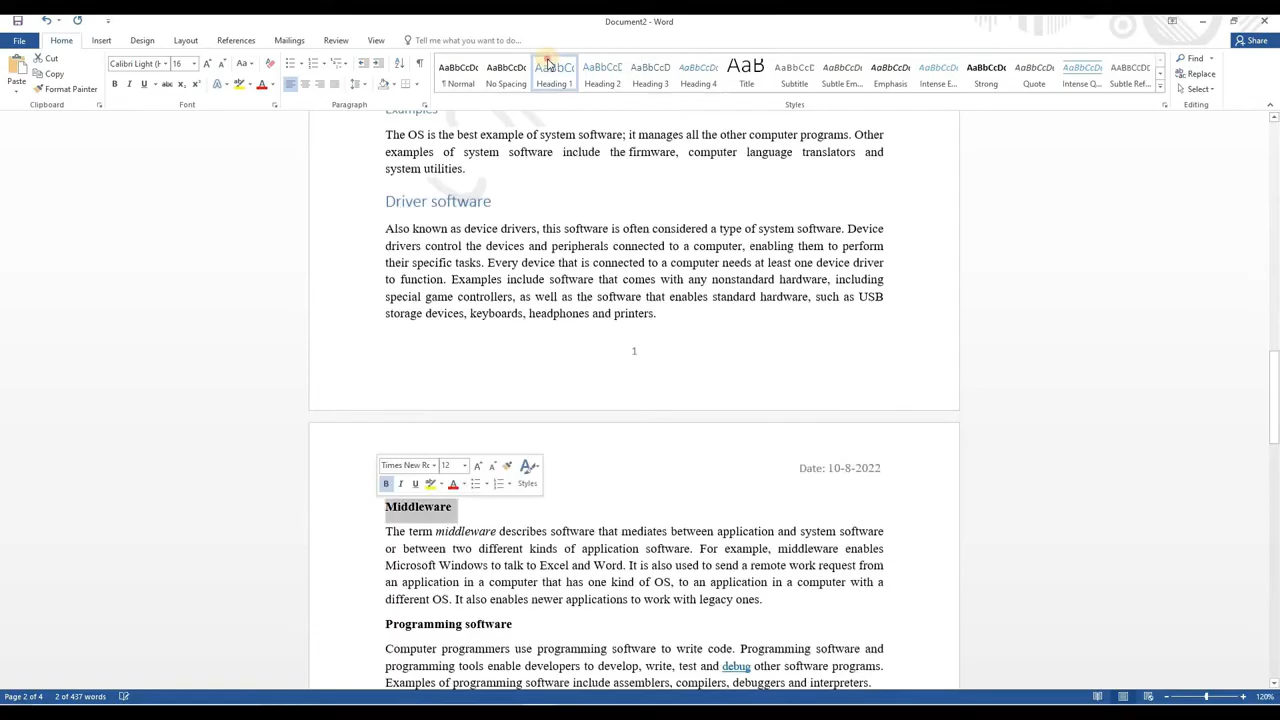 Document2 - Word
File Home Insert Design Layout References Mailings Review View Tell me what you want to do... Share
Paste
Cut
Copy
Format Painter
Clipboard
Calibri Light (H 16
Font
Paragraph
AaBbCcDc AaBbCcDc AaBbC( AaBbCcC AaBbCcD AaBbCcDc AaB AaBbCcD AaBbCcDc AaBbCcDc AaBbCcDc AaBbCcDc AaBbCcDc AaBbCcDc AaBbCcDc
¶ Normal No Spacing Heading 1 Heading 2 Heading 3 Heading 4 Title Subtitle Subtle Em... Emphasis Intense E... Strong Quote Intense Q... Subtle Ref...
Styles
Find
Replace
Select
Editing
Examples
The OS is the best example of system software; it manages all the other computer programs. Other
examples of system software include the firmware, computer language translators and
system utilities.
Driver software
Also known as device drivers, this software is often considered a type of system software. Device
drivers control the devices and peripherals connected to a computer, enabling them to perform
their specific tasks. Every device that is connected to a computer needs at least one device driver
to function. Examples include software that comes with any nonstandard hardware, including
special game controllers, as well as the software that enables standard hardware, such as USB
storage devices, keyboards, headphones and printers.
1
Date: 10-8-2022
Times New Rc 12
B I U A Styles
Middleware
The term middleware describes software that mediates between application and system software
or between two different kinds of application software. For example, middleware enables
Microsoft Windows to talk to Excel and Word. It is also used to send a remote work request from
an application in a computer that has one kind of OS, to an application in a computer with a
different OS. It also enables newer applications to work with legacy ones.
Programming software
Computer programmers use programming software to write code. Programming software and
programming tools enable developers to develop, write, test and debug other software programs.
Examples of programming software include assemblers, compilers, debuggers and interpreters.
Page 2 of 4 2 of 437 words 120%